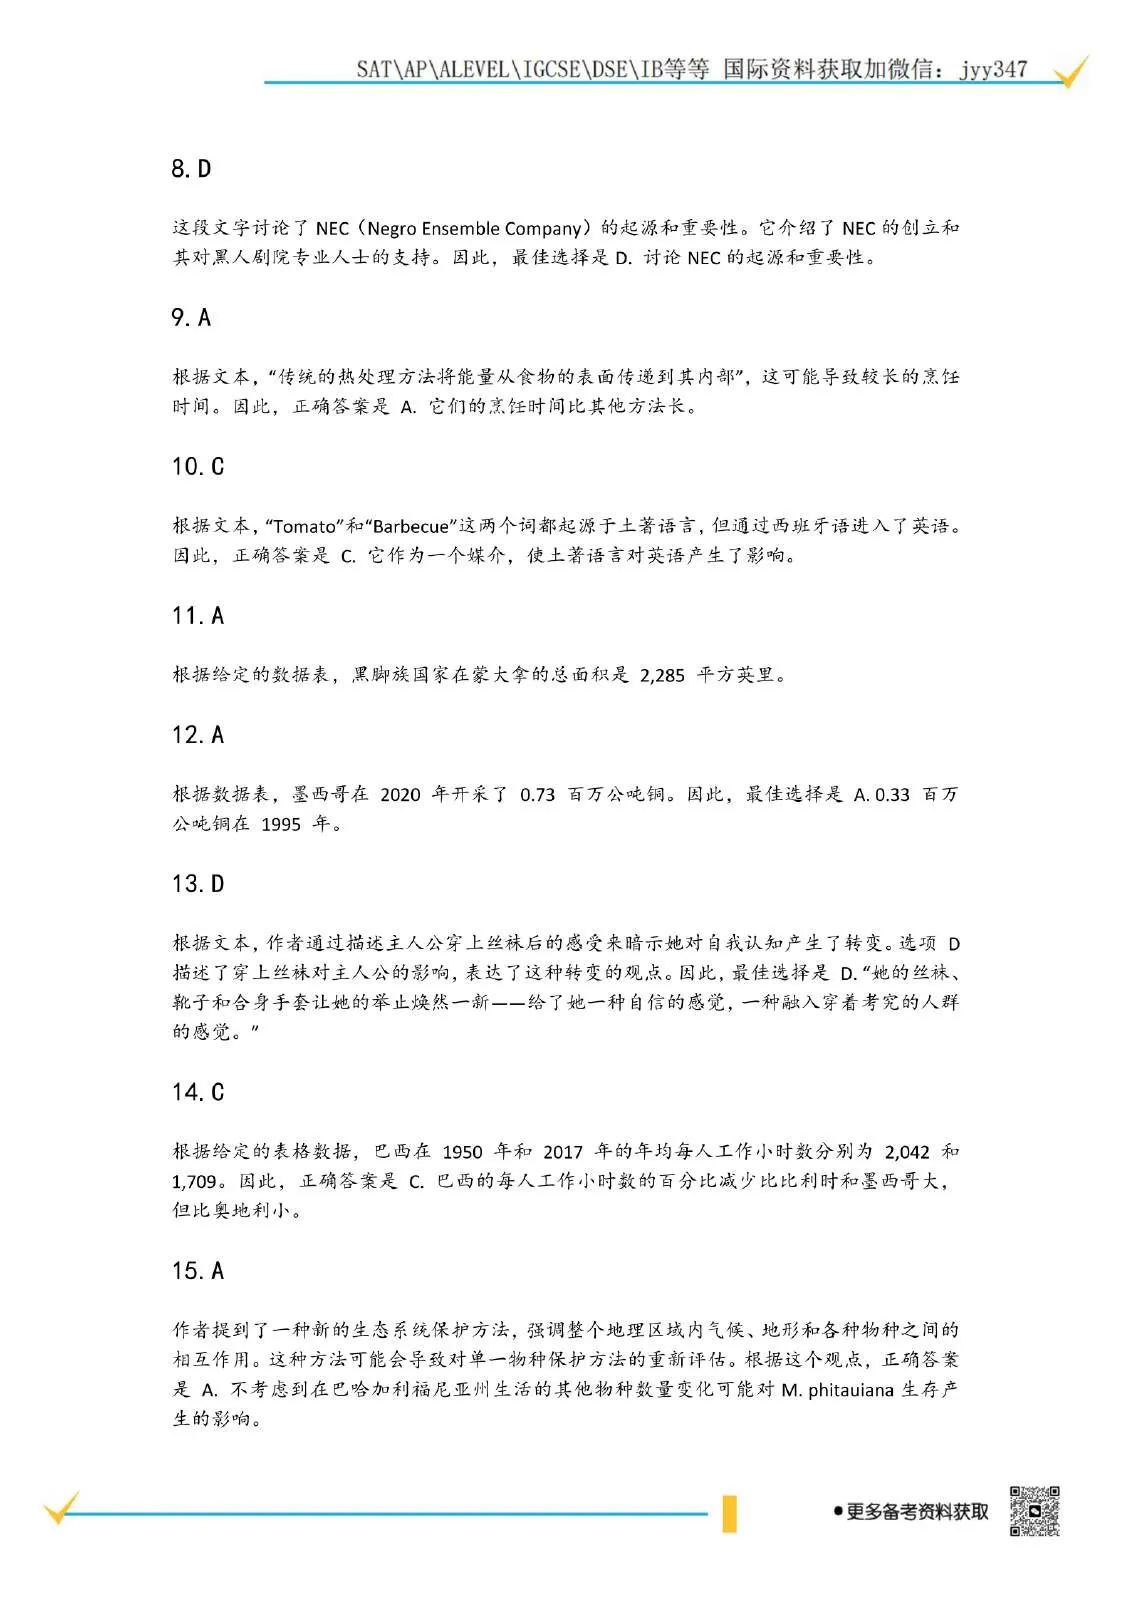 SAT\AP\ALEVEL\IGCSE\DSE\IB等等 国际资料获取加微信：jyy347
8. D
这段文字讨论了 NEC（Negro Ensemble Company）的起源和重要性。它介绍了 NEC 的创立和
其对黑人剧院专业人士的支持。因此，最佳选择是 D. 讨论 NEC 的起源和重要性。
9. A
根据文本，“传统的热处理方法将能量从食物的表面传递到其内部”，这可能导致较长的烹饪
时间。因此，正确答案是 A. 它们的烹饪时间比其他方法长。
10. C
根据文本，“Tomato”和“Barbecue”这两个词都起源于土著语言，但通过西班牙语进入了英语。
因此，正确答案是 C. 它作为一个媒介，使土著语言对英语产生了影响。
11. A
根据给定的数据表，黑脚族国家在蒙大拿的总面积是 2,285 平方英里。
12. A
根据数据表，墨西哥在 2020 年开采了 0.73 百万公吨铜。因此，最佳选择是 A. 0.33 百万
公吨铜在 1995 年。
13. D
根据文本，作者通过描述主人公穿上丝袜后的感受来暗示她对自我认知产生了转变。选项 D
描述了穿上丝袜对主人公的影响，表达了这种转变的观点。因此，最佳选择是 D. “她的丝袜、
靴子和合身手套让她的举止焕然一新——给了她一种自信的感觉，一种融入穿着考究的人群
的感觉。”
14. C
根据给定的表格数据，巴西在 1950 年和 2017 年的年均每人工作小时数分别为 2,042 和
1,709。因此，正确答案是 C. 巴西的每人工作小时数的百分比减少比比利时和墨西哥大，
但比奥地利小。
15. A
作者提到了一种新的生态系统保护方法，强调整个地理区域内气候、地形和各种物种之间的
相互作用。这种方法可能会导致对单一物种保护方法的重新评估。根据这个观点，正确答案
是 A. 不考虑到在巴哈加利福尼亚州生活的其他物种数量变化可能对 M. phitauiana 生存产
生的影响。
•更多备考资料获取